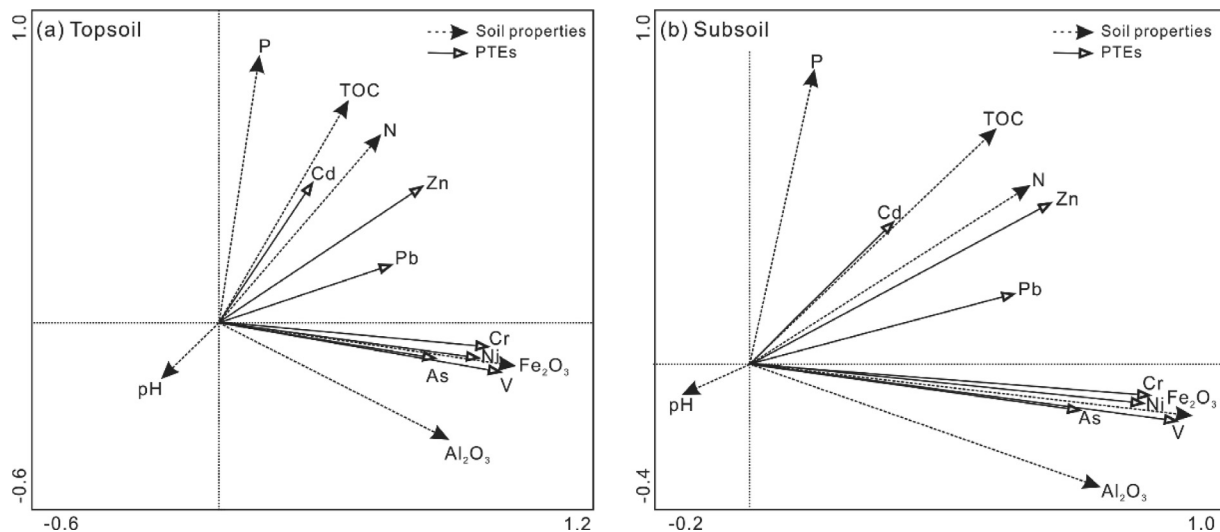 1.0
(a) Topsoil
Soil properties
PTEs
P
TOC
N
Cd
Zn
Pb
Cr
Ni
Fe₂O₃
As
V
pH
Al₂O₃
-0.6
-0.6
1.2
1.0
(b) Subsoil
Soil properties
PTEs
P
TOC
N
Zn
Cd
Pb
Cr
Ni
Fe₂O₃
As
V
pH
Al₂O₃
-0.4
-0.2
1.0